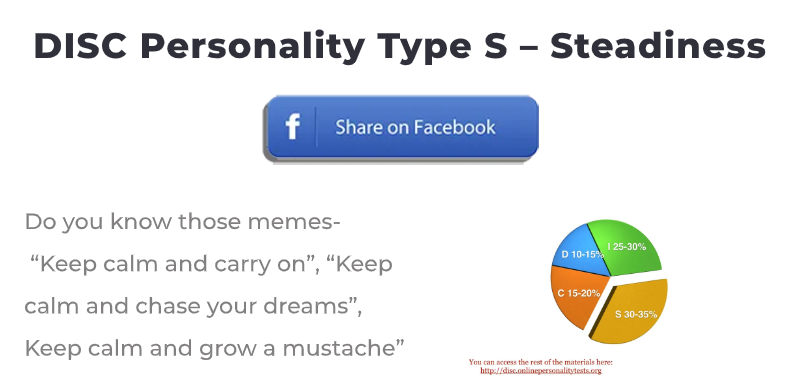 DISC Personality Type S – Steadiness
f Share on Facebook
Do you know those memes-
“Keep calm and carry on”, “Keep
calm and chase your dreams”,
Keep calm and grow a mustache”
I 25-30%
D 10-15%
C 15-20%
S 30-35%
You can access the rest of the materials here:
http://disc.onlinepersonalitytests.org